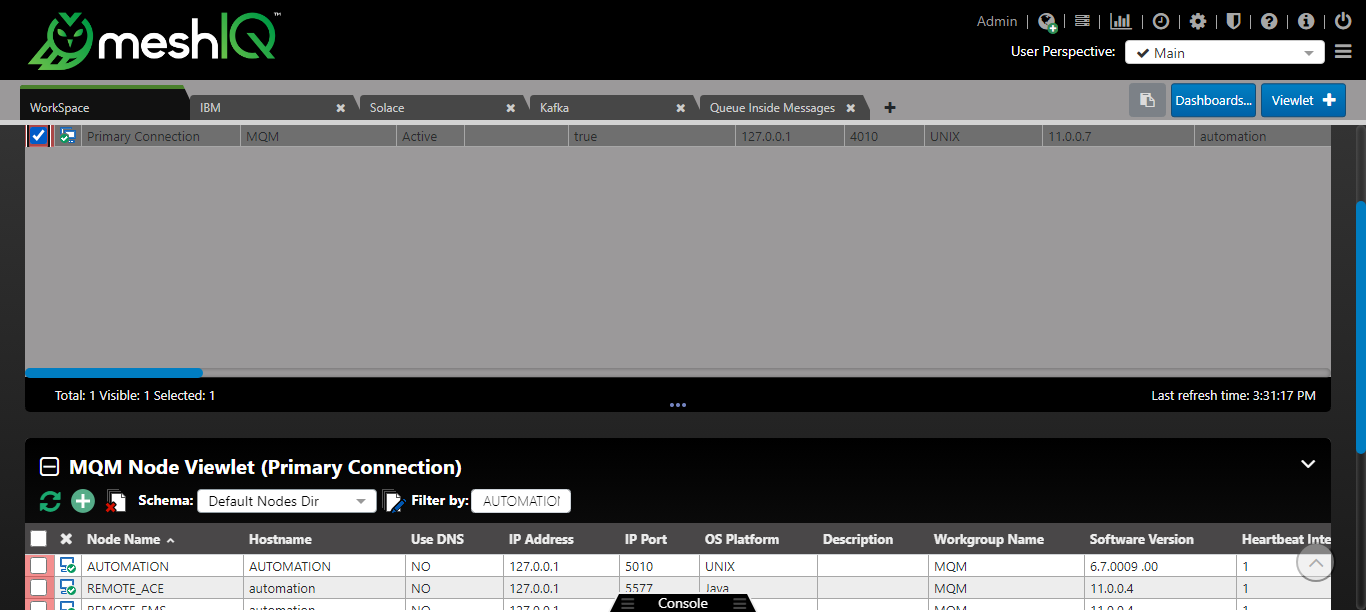 meshIQ™
Admin
User Perspective: Main
WorkSpace IBM Solace Kafka Queue Inside Messages Dashboards... Viewlet
Primary Connection MQM Active true 127.0.0.1 4010 UNIX 11.0.0.7 automation
Total: 1 Visible: 1 Selected: 1 Last refresh time: 3:31:17 PM
MQM Node Viewlet (Primary Connection)
Schema: Default Nodes Dir Filter by: AUTOMATION
Node Name Hostname Use DNS IP Address IP Port OS Platform Description Workgroup Name Software Version Heartbeat Inte
AUTOMATION AUTOMATION NO 127.0.0.1 5010 UNIX MQM 6.7.0009 .00 1
REMOTE_ACE automation NO 127.0.0.1 5577 Java MQM 11.0.0.4 1
REMOTE_EMS automation NO 127.0.0.1 MQM 11.0.0.4 1
Console